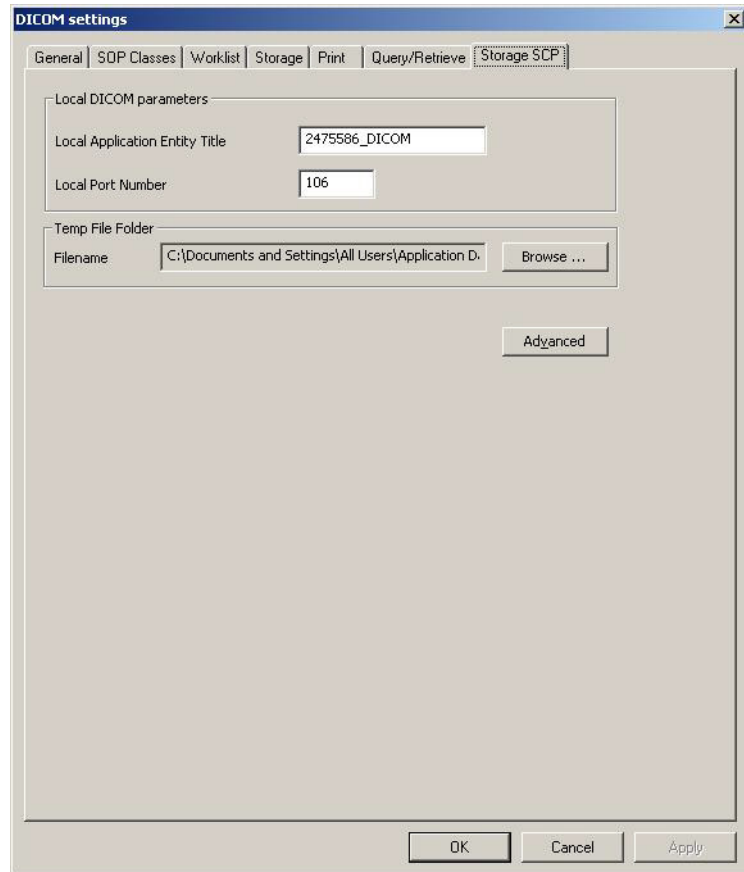 DICOM settings
General SOP Classes Worklist Storage Print Query/Retrieve Storage SCP
Local DICOM parameters
Local Application Entity Title 2475586_DICOM
Local Port Number 106
Temp File Folder
Filename C:\Documents and Settings\All Users\Application D Browse ...
Advanced
OK Cancel Apply